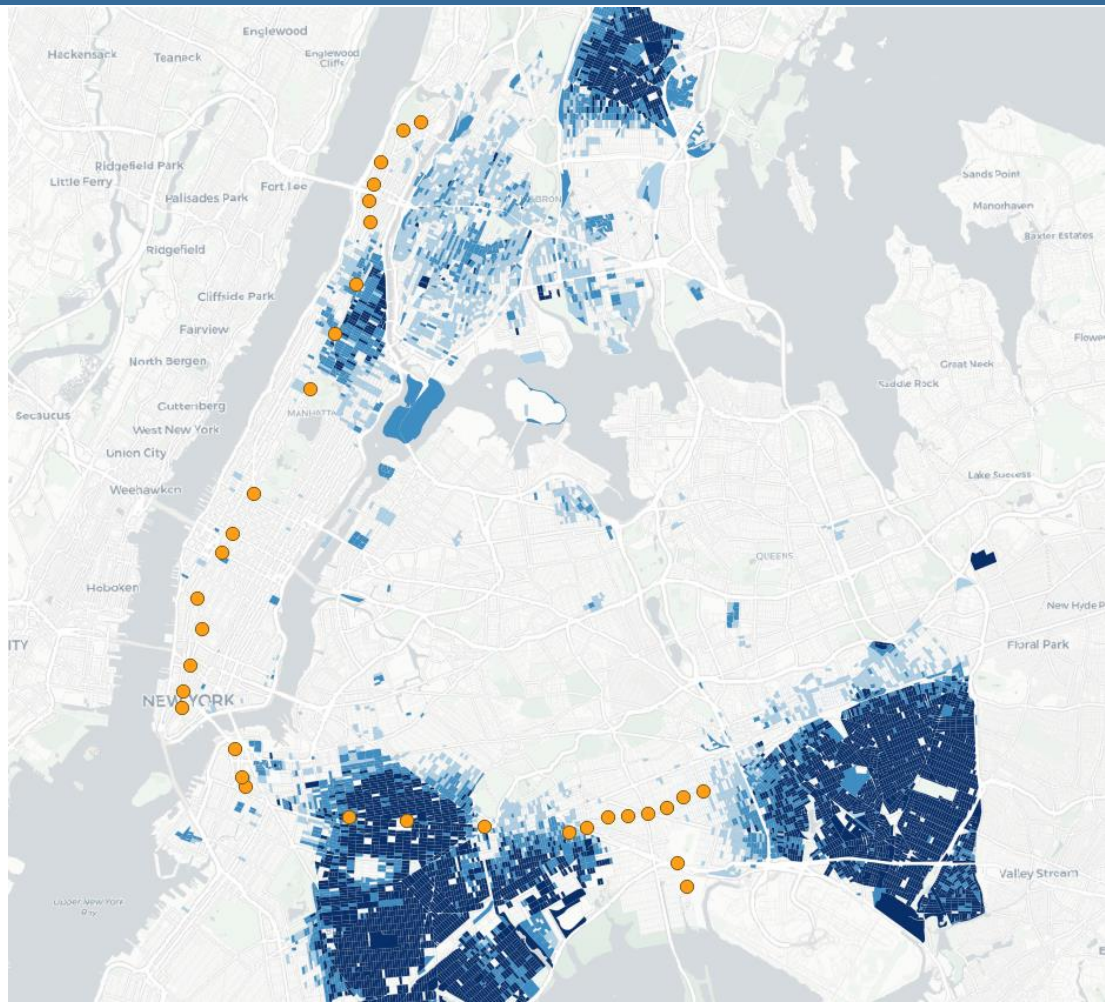 Englewood
Hackensack
Teaneck
Englewood
Cliffs
Ridgefield Park
Little Ferry
Fort Lee
Palisades Park
Sands Point
Manorhaven
Ridgefield
Baxter Estates
Cliffside Park
Fairview
North Bergen
Great Neck
Saddle Rock
Secaucus
Guttenberg
West New York
Union City
Weehawken
Lake Success
QUEENS
Hoboken
New Hyde P
ITY
Floral Park
NEW YORK
Valley Stream
Upper New York
Bay